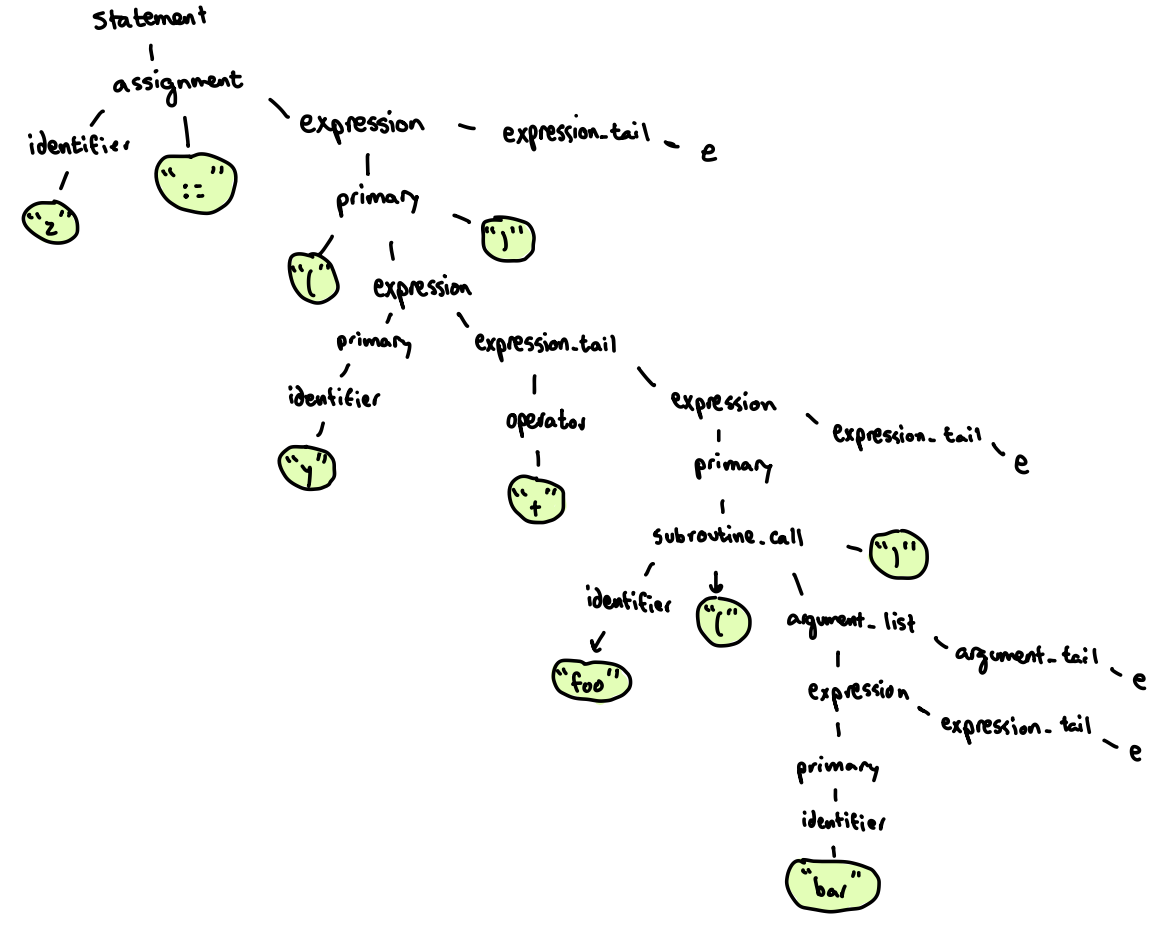 statement
assignment
identifier
":="
expression
expression_tail
e
"z"
primary
"("
")"
expression
primary
expression_tail
identifier
operator
expression
expression_tail
e
"y"
"+"
primary
subroutine_call
")"
identifier
"("
argument_list
argument_tail
e
"foo"
expression
expression_tail
e
primary
identifier
"bar"